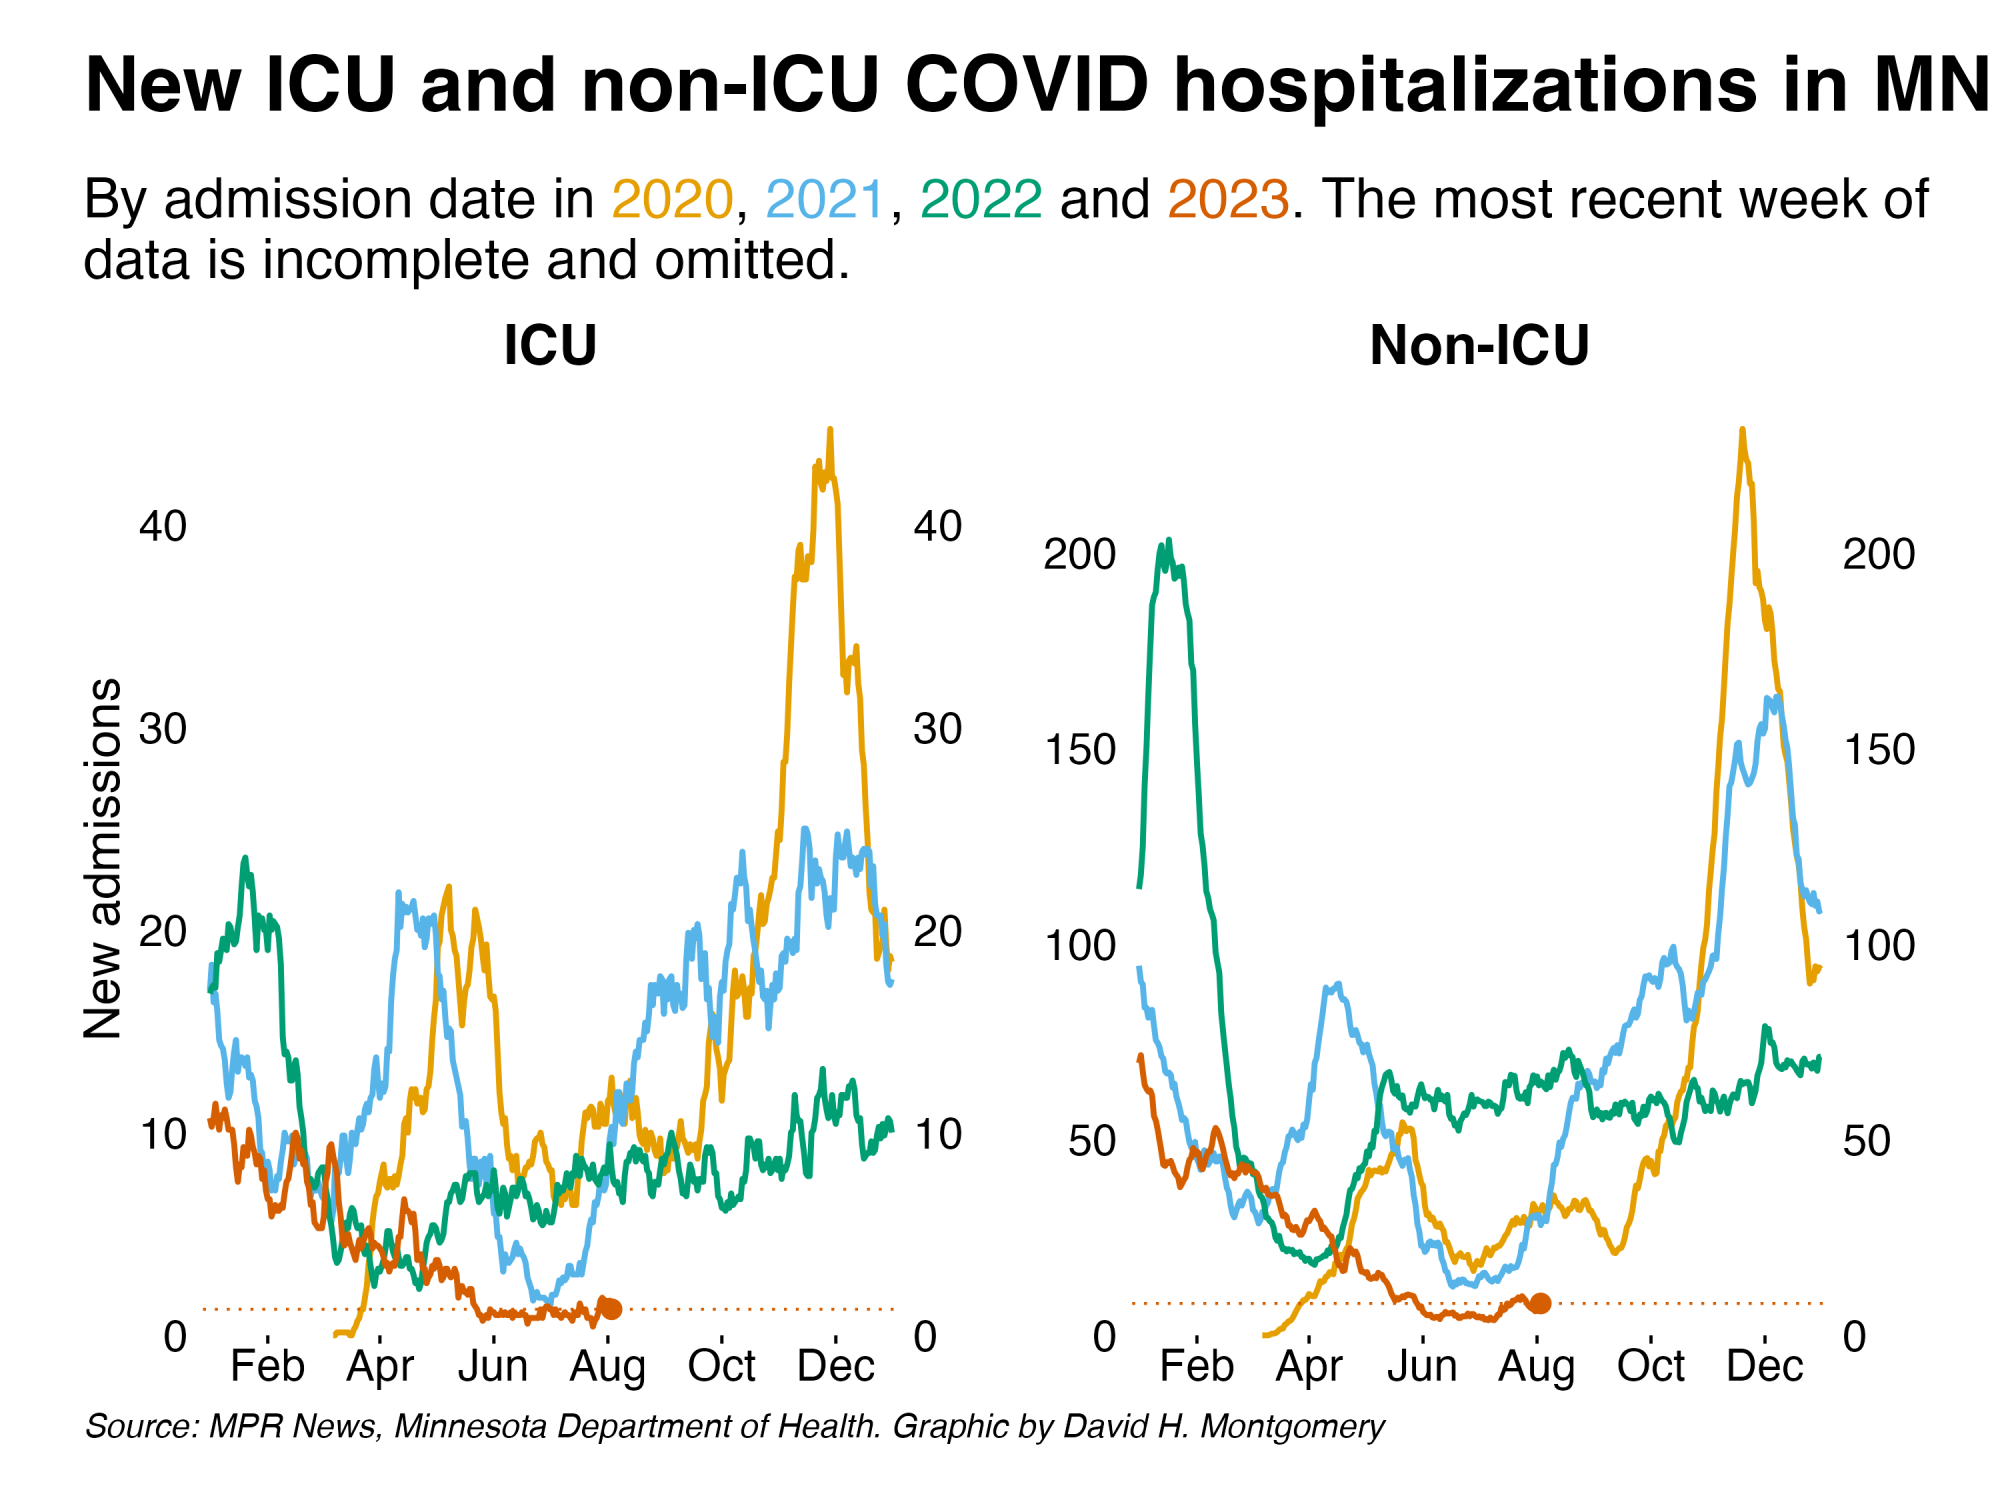 New ICU and non-ICU COVID hospitalizations in MN
By admission date in 2020, 2021, 2022 and 2023. The most recent week of
data is incomplete and omitted.
ICU
Non-ICU
New admissions
40
30
20
10
0
40
30
20
10
0
Feb Apr Jun Aug Oct Dec
200
150
100
50
0
200
150
100
50
0
Feb Apr Jun Aug Oct Dec
Source: MPR News, Minnesota Department of Health. Graphic by David H. Montgomery